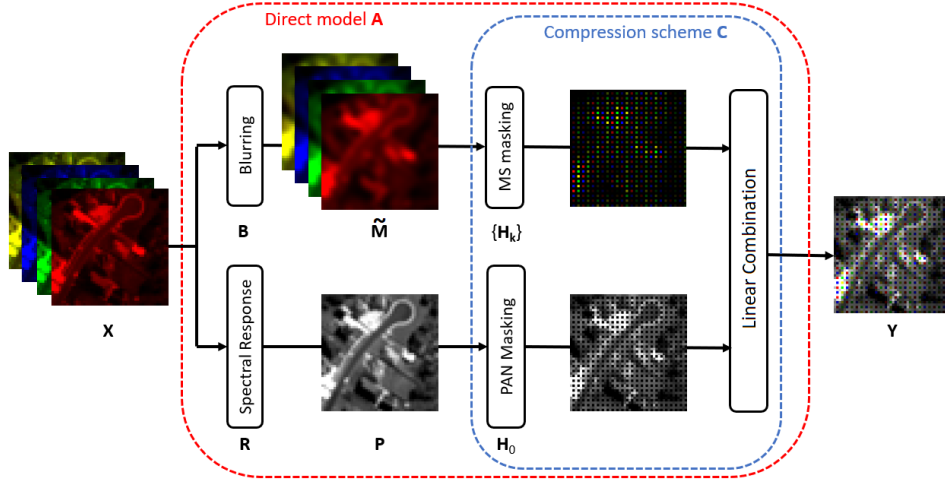 Direct model A
Compression scheme C
Blurring
MS masking
Linear Combination
B
M̃
{Hk}
X
Y
Spectral Response
PAN Masking
R
P
H0